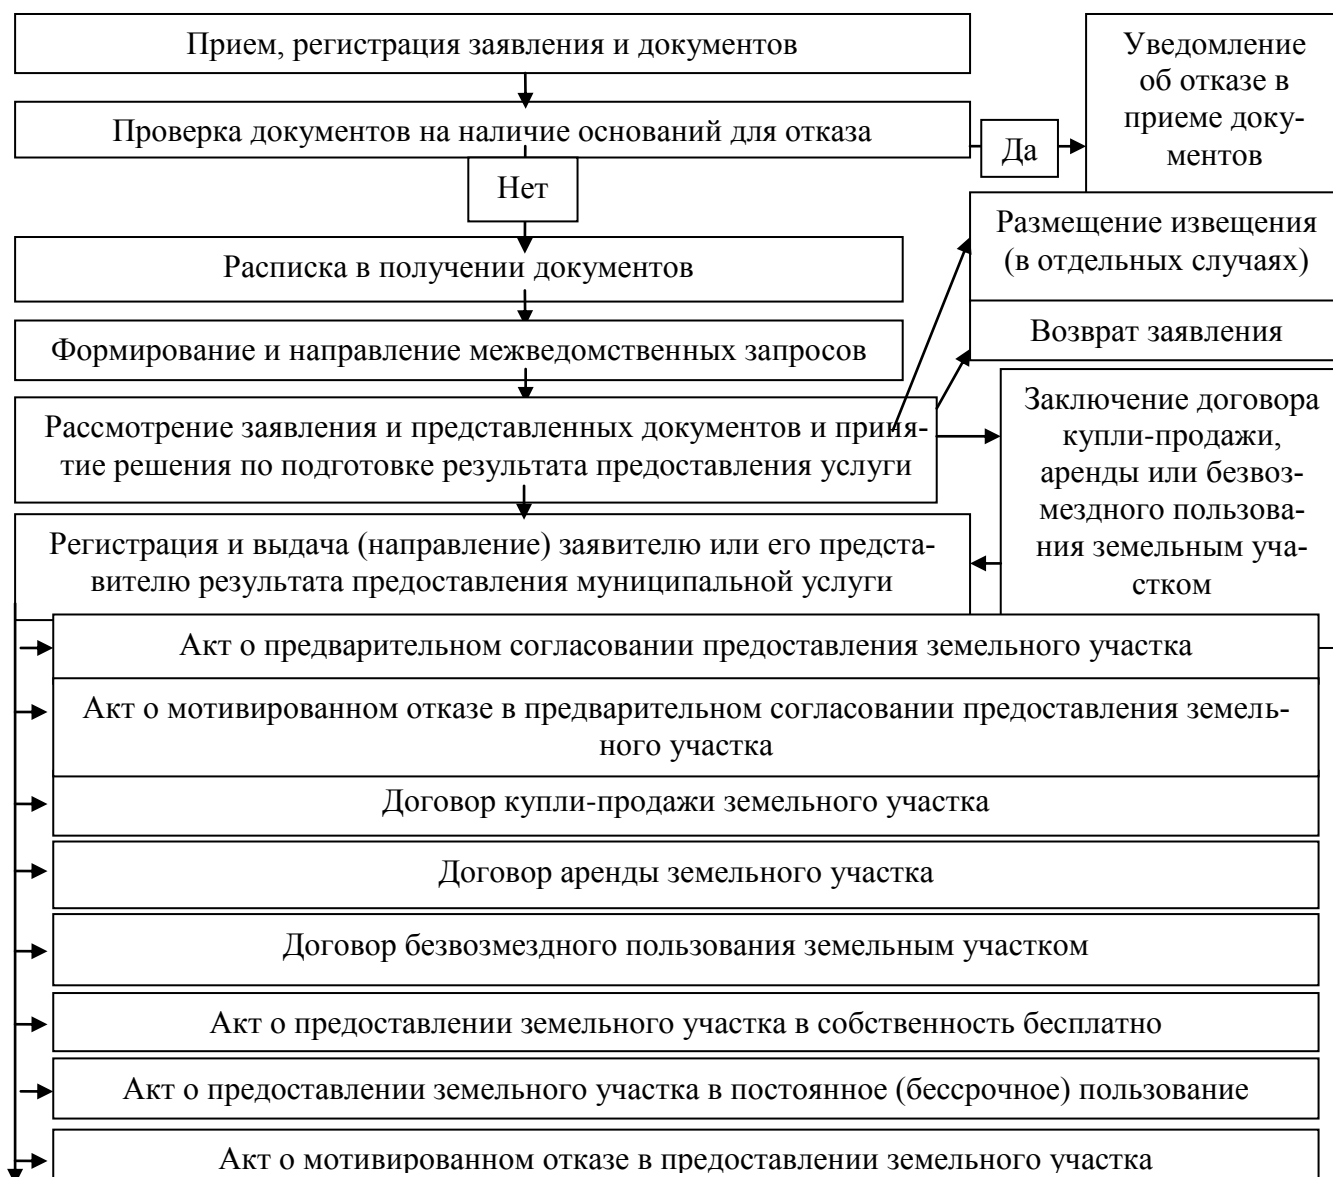 Прием, регистрация заявления и документов
Уведомление
об отказе в
приеме доку-
ментов
Проверка документов на наличие оснований для отказа
Да
Нет
Размещение извещения
(в отдельных случаях)
Расписка в получении документов
Возврат заявления
Формирование и направление межведомственных запросов
Заключение договора
купли-продажи,
аренды или безвоз-
мездного пользова-
ния земельным уча-
стком
Рассмотрение заявления и представленных документов и приня-
тие решения по подготовке результата предоставления услуги
Регистрация и выдача (направление) заявителю или его предста-
вителю результата предоставления муниципальной услуги
Акт о предварительном согласовании предоставления земельного участка
Акт о мотивированном отказе в предварительном согласовании предоставления земель-
ного участка
Договор купли-продажи земельного участка
Договор аренды земельного участка
Договор безвозмездного пользования земельным участком
Акт о предоставлении земельного участка в собственность бесплатно
Акт о предоставлении земельного участка в постоянное (бессрочное) пользование
Акт о мотивированном отказе в предоставлении земельного участка